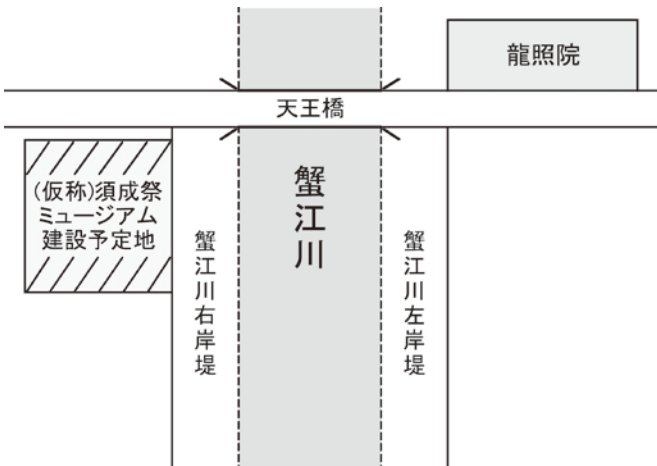 龍照院
天王橋
(仮称)須成祭
ミュージアム
建設予定地
蟹江川
蟹江川右岸堤
蟹江川左岸堤